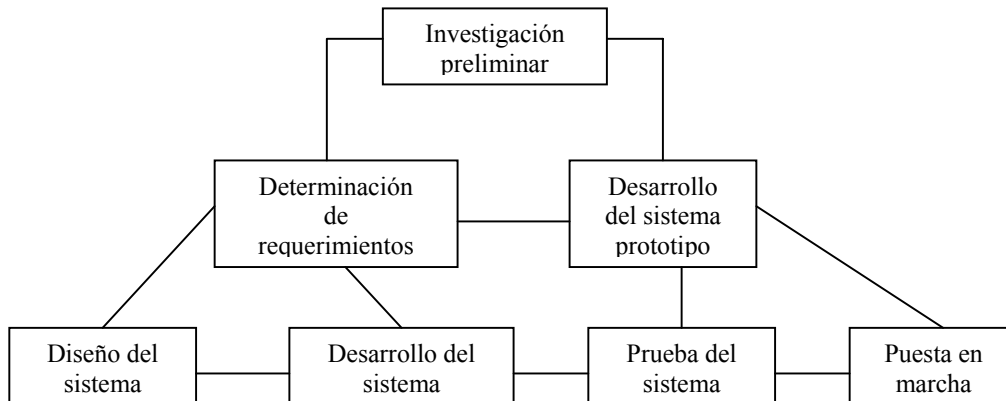 Investigación
preliminar
Determinación
de
requerimientos
Desarrollo
del sistema
prototipo
Diseño del
sistema
Desarrollo del
sistema
Prueba del
sistema
Puesta en
marcha